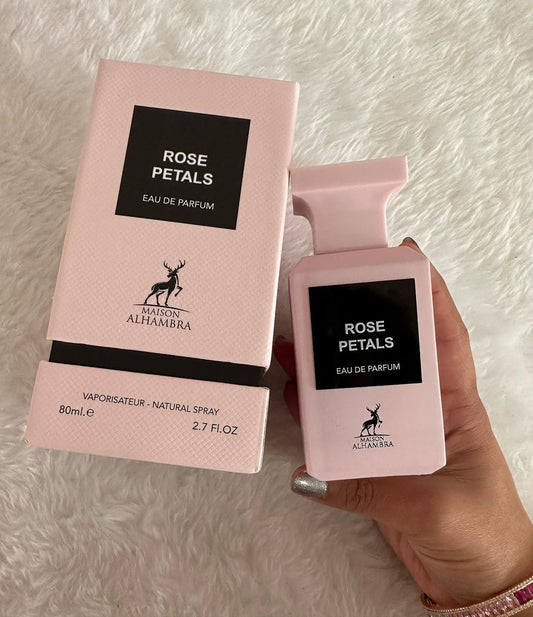 ROSE
PETALS
EAU DE PARFUM
MAISON
ALHAMBRA
VAPORISATEUR - NATURAL SPRAY
80ml.e
2.7 Fl.OZ
ROSE
PETALS
EAU DE PARFUM
MAISON
ALHAMBRA